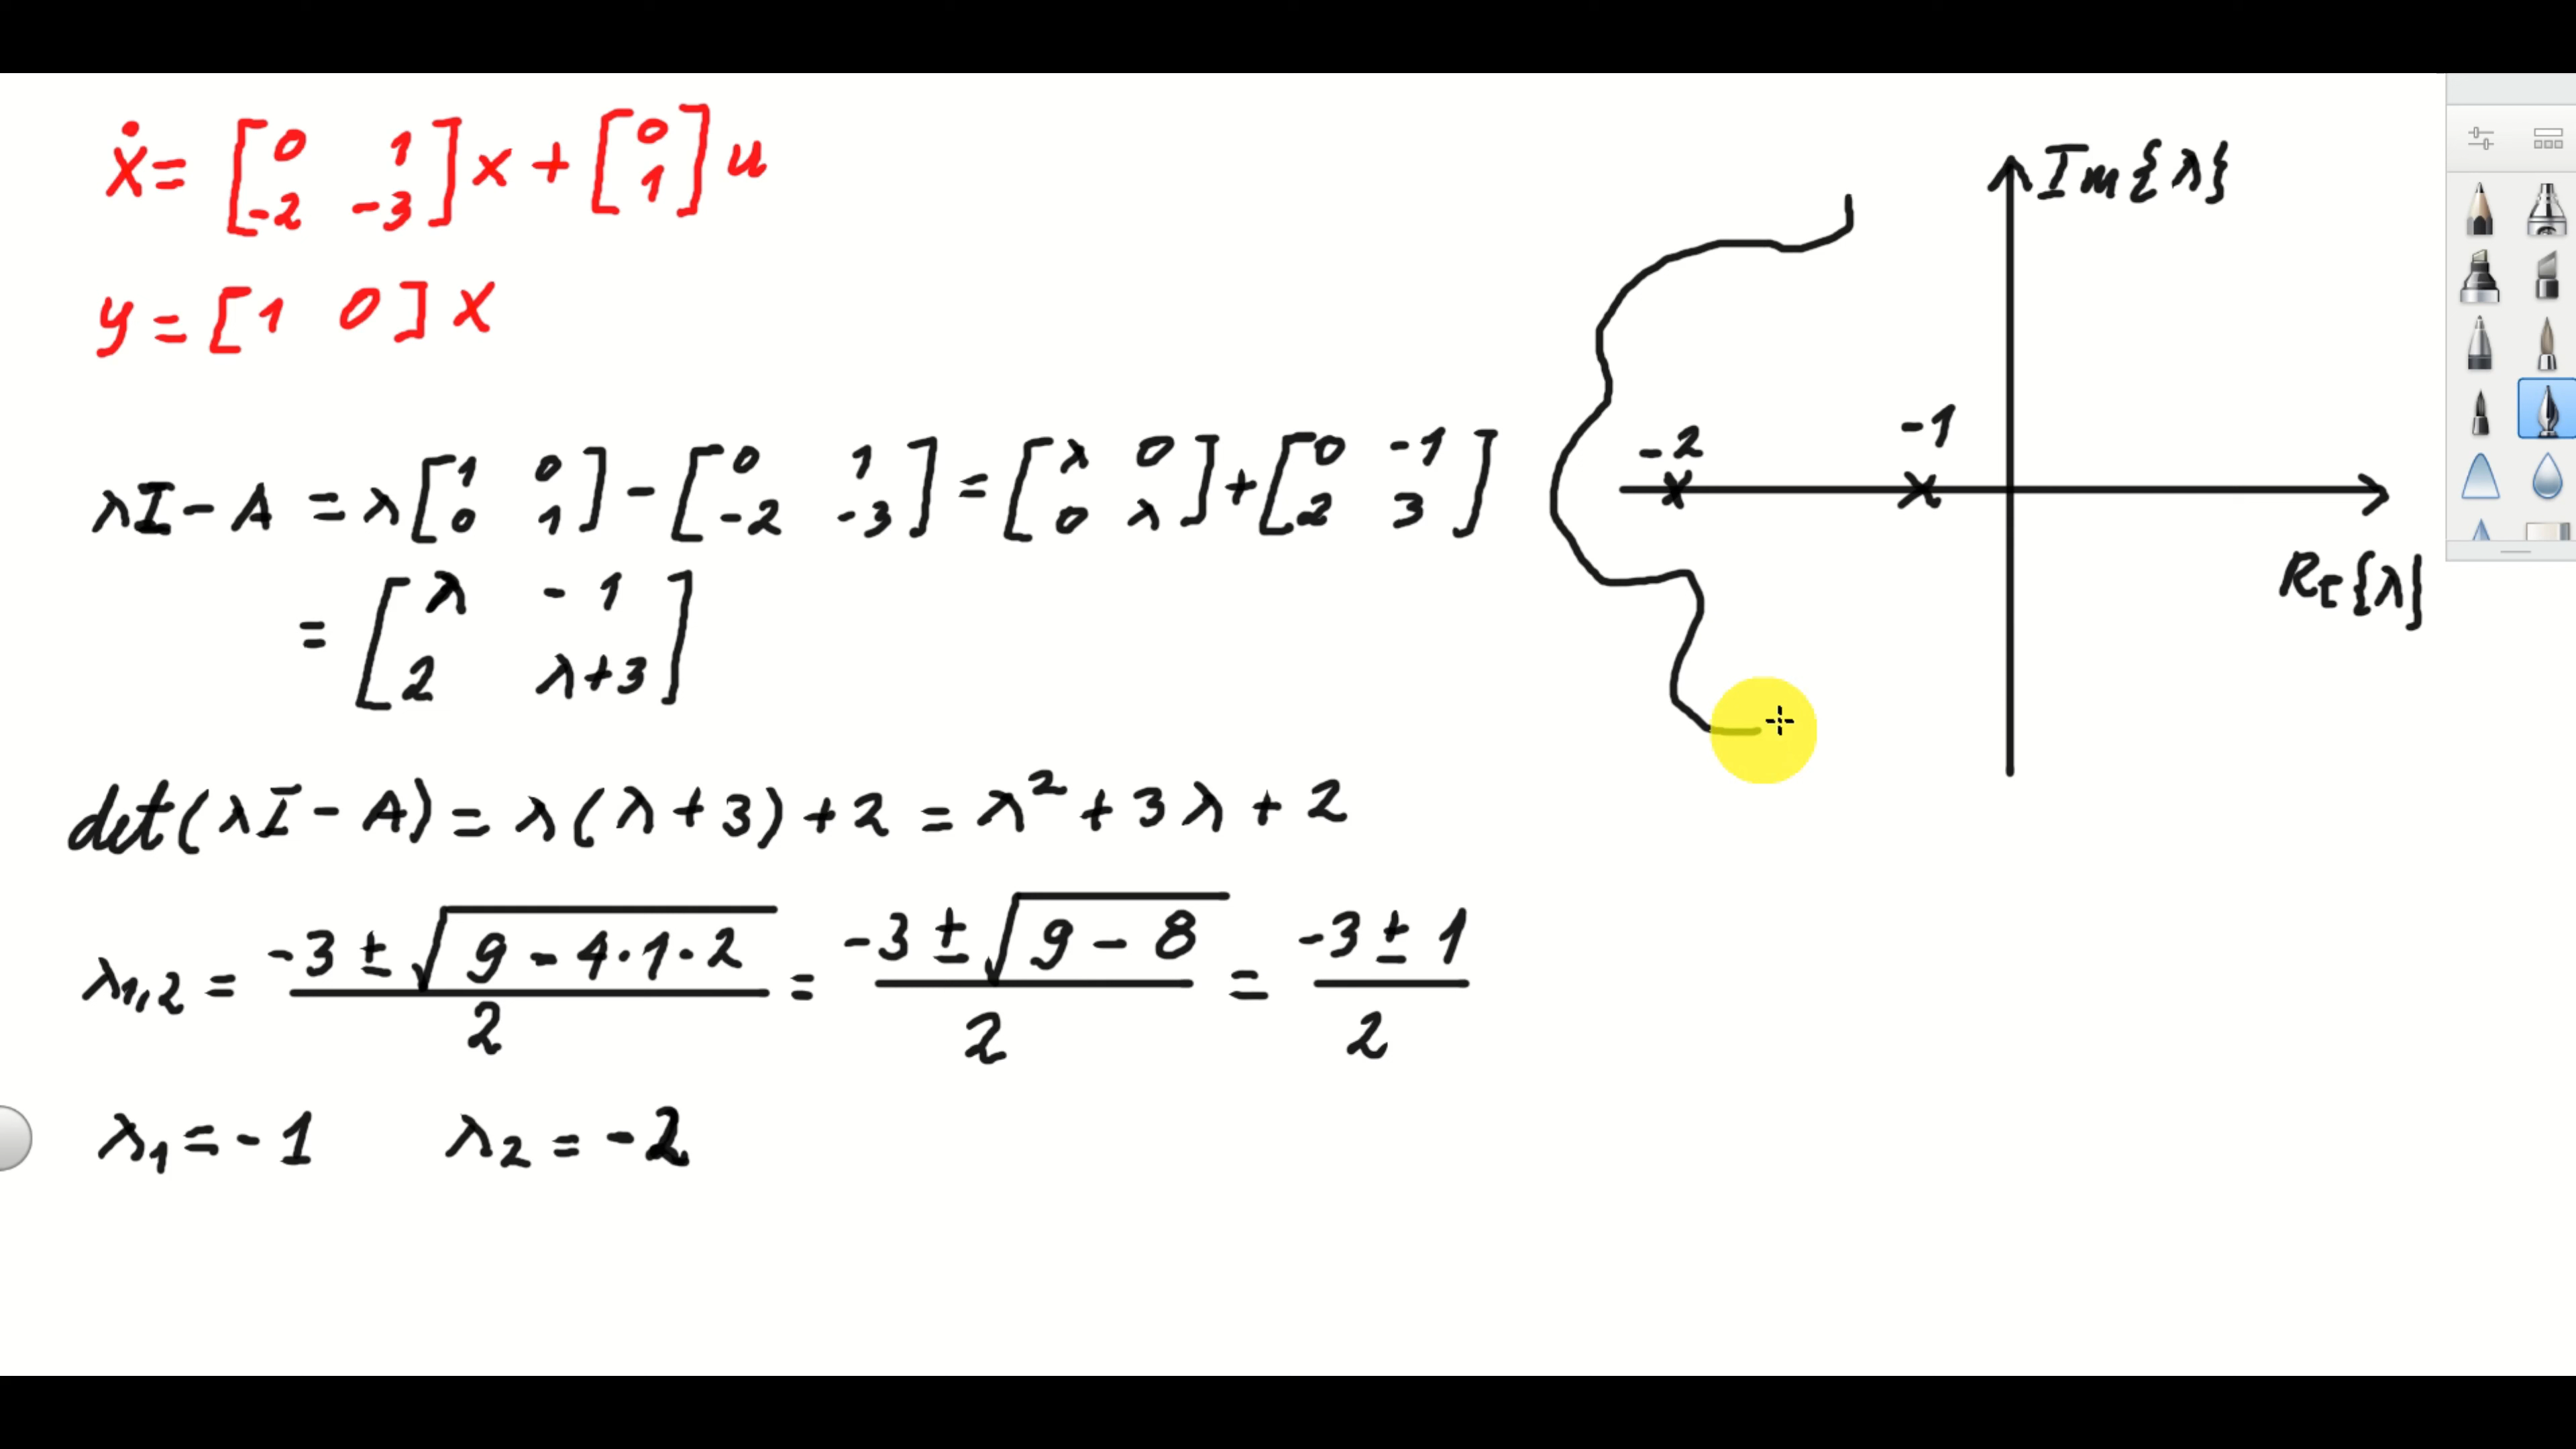 ẋ = [0 1; -2 -3] x + [0; 1] u
y = [1 0] x
λI - A = λ [1 0; 0 1] - [0 1; -2 -3] = [λ 0; 0 λ] + [0 -1; 2 3]
= [λ -1; 2 λ+3]
det(λI - A) = λ(λ + 3) + 2 = λ² + 3λ + 2
λ₁,₂ = (-3 ± √(9 - 4·1·2))/2 = (-3 ± √(9 - 8))/2 = (-3 ± 1)/2
λ₁ = -1 λ₂ = -2
Im{λ}
-2 -1
Re{λ}